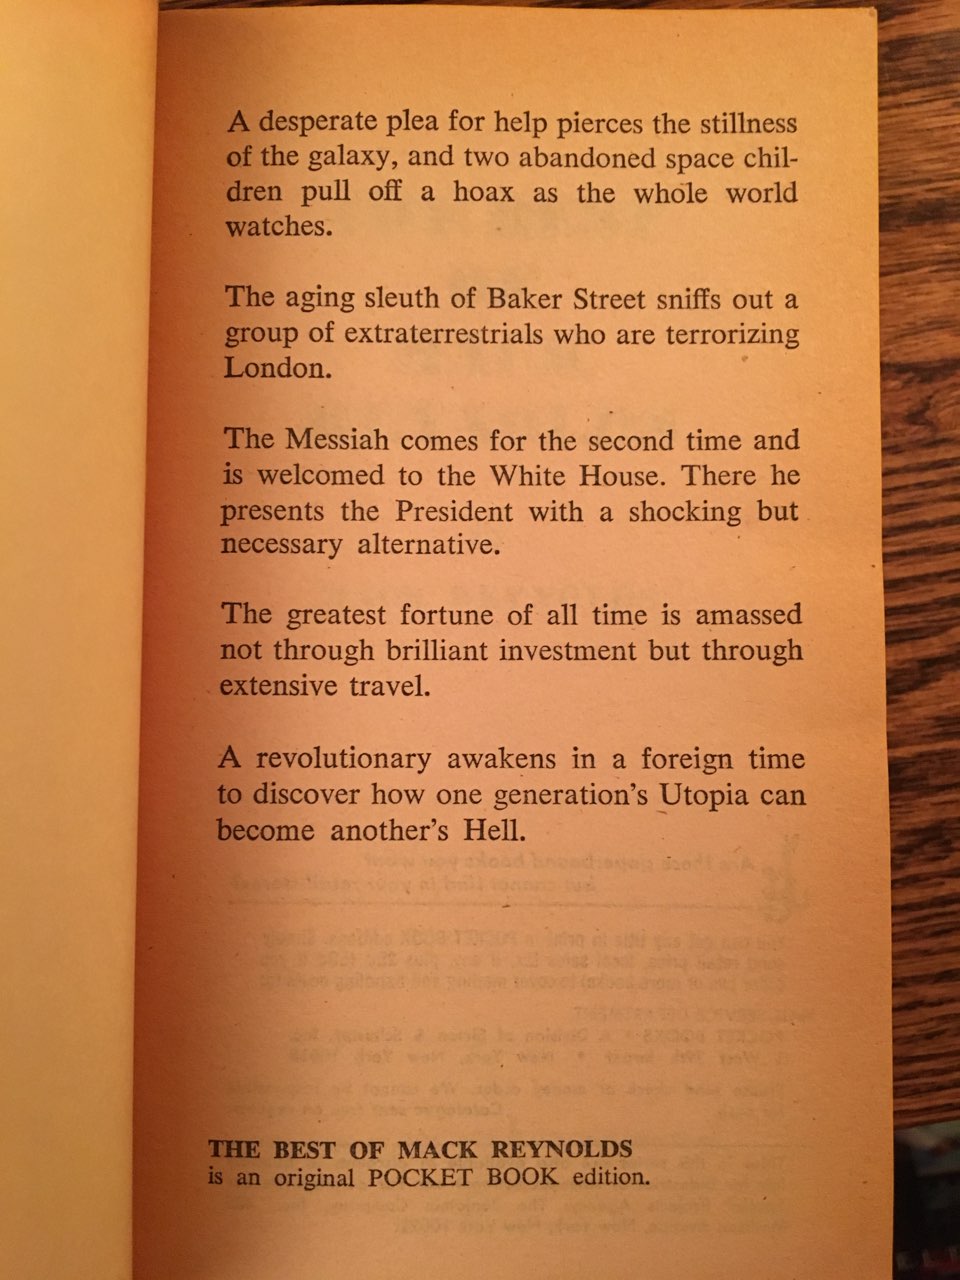 A desperate plea for help pierces the stillness
of the galaxy, and two abandoned space chil-
dren pull off a hoax as the whole world
watches.
The aging sleuth of Baker Street sniffs out a
group of extraterrestrials who are terrorizing
London.
The Messiah comes for the second time and
is welcomed to the White House. There he
presents the President with a shocking but
necessary alternative.
The greatest fortune of all time is amassed
not through brilliant investment but through
extensive travel.
A revolutionary awakens in a foreign time
to discover how one generation's Utopia can
become another's Hell.
THE BEST OF MACK REYNOLDS
is an original POCKET BOOK edition.